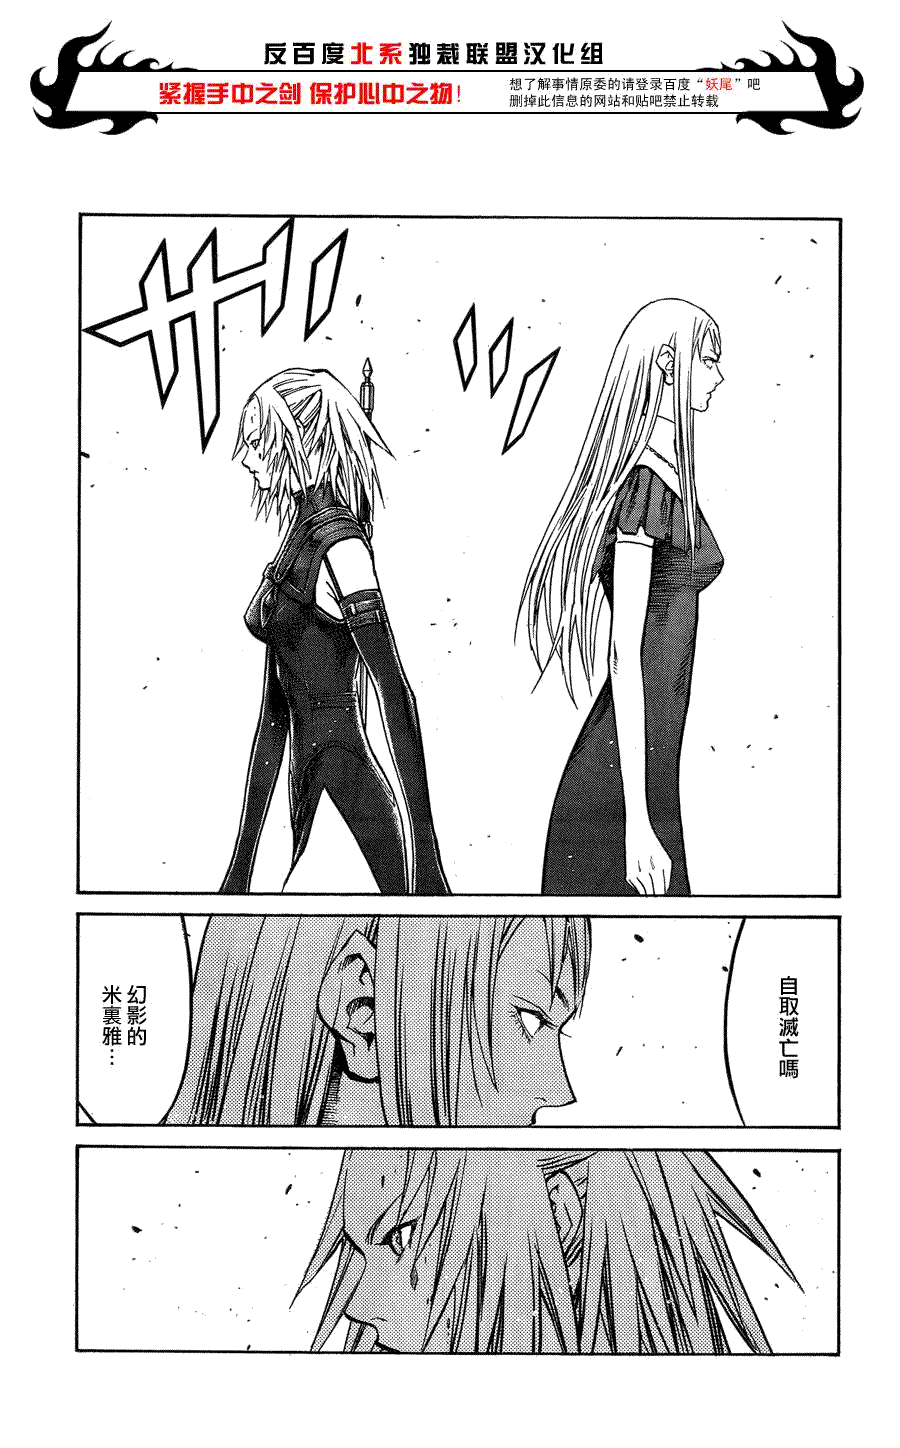 反百度北系独裁联盟汉化组
紧握手中之剑 保护心中之物！
想了解事情原委的请登录百度“妖尾”吧
删掉此信息的网站和贴吧禁止转载
ザッ
自取滅亡嗎
幻影的
米裏雅…